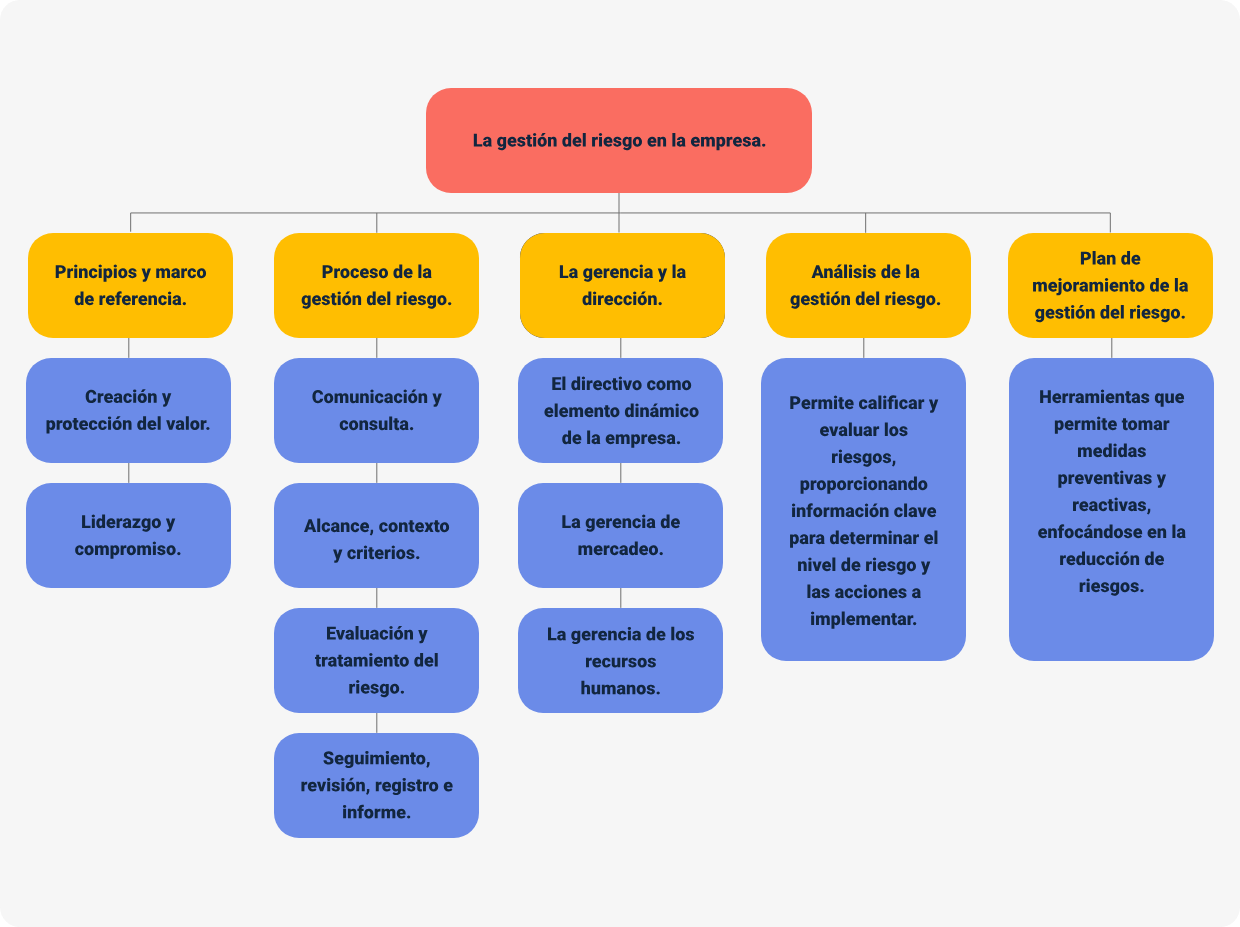 La gestión del riesgo en la empresa.
Principios y marco
de referencia.
Creación y
protección del valor.
Liderazgo y
compromiso.
Proceso de la
gestión del riesgo.
Comunicación y
consulta.
Alcance, contexto
y criterios.
Evaluación y
tratamiento del
riesgo.
Seguimiento,
revisión, registro e
informe.
La gerencia y la
dirección.
El directivo como
elemento dinámico
de la empresa.
La gerencia de
mercadeo.
La gerencia de los
recursos
humanos.
Análisis de la
gestión del riesgo.
Permite calificar y
evaluar los
riesgos,
proporcionando
información clave
para determinar el
nivel de riesgo y
las acciones a
implementar.
Plan de
mejoramiento de la
gestión del riesgo.
Herramientas que
permite tomar
medidas
preventivas y
reactivas,
enfocándose en la
reducción de
riesgos.